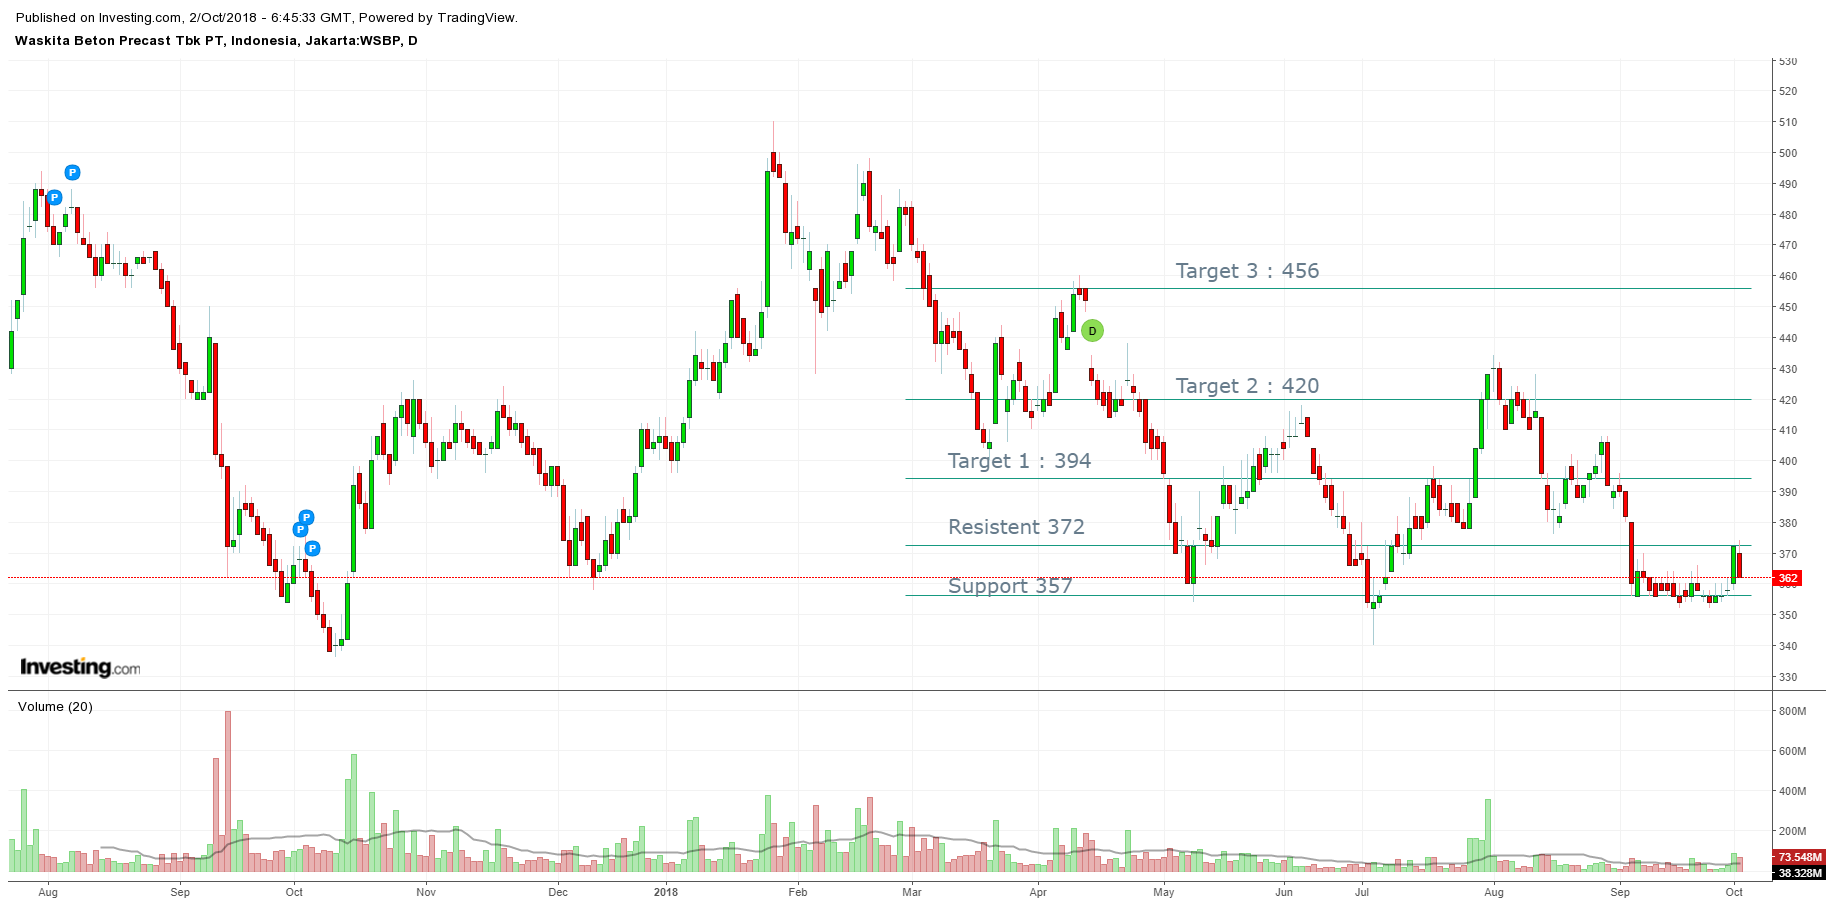 Published on Investing.com, 2/Oct/2018 - 6:45:33 GMT, Powered by TradingView.
Waskita Beton Precast Tbk PT, Indonesia, Jakarta:WSBP, D
530
520
510
500
490
480
470
460
450
440
430
420
410
400
390
380
370
362
350
340
330
P
P
P
P
P
D
Target 3 : 456
Target 2 : 420
Target 1 : 394
Resistent 372
Support 357
Investing.com
Volume (20)
800M
600M
400M
200M
73.548M
38.328M
Aug
Sep
Oct
Nov
Dec
2018
Feb
Mar
Apr
May
Jun
Jul
Aug
Sep
Oct